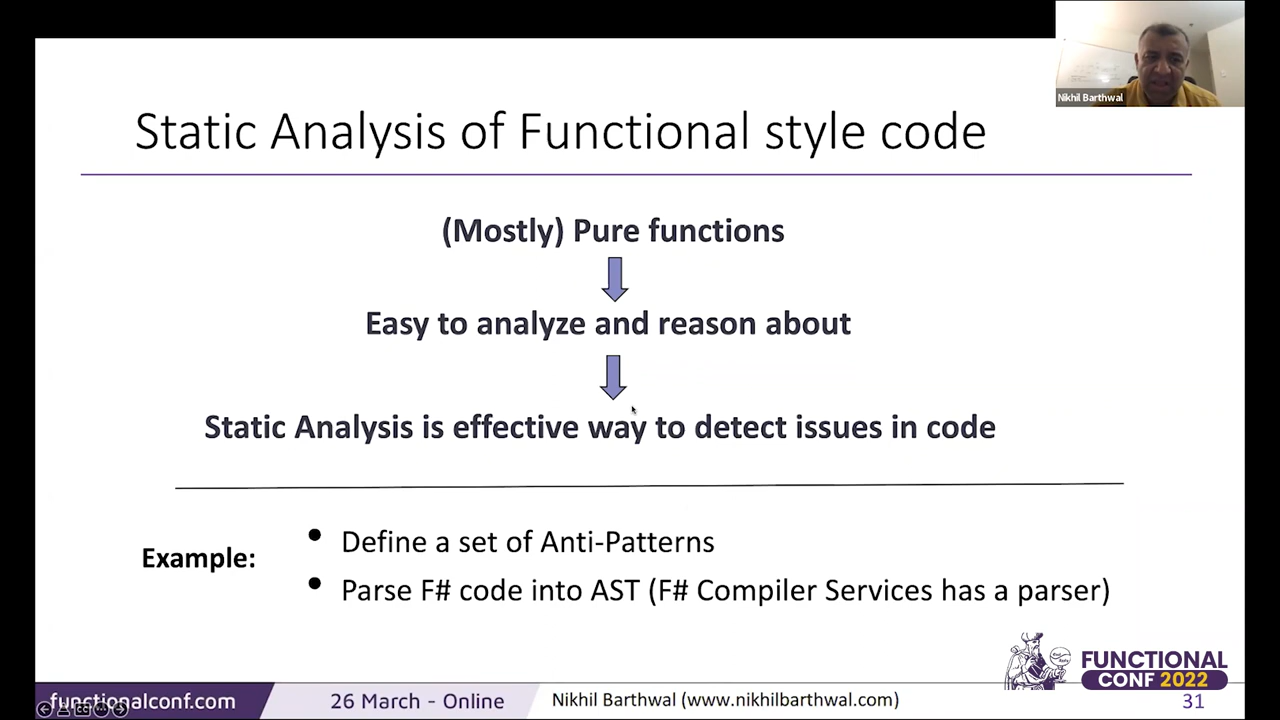 Nikhil Barthwal
Static Analysis of Functional style code
(Mostly) Pure functions
Easy to analyze and reason about
Static Analysis is effective way to detect issues in code
Example:
• Define a set of Anti-Patterns
• Parse F# code into AST (F# Compiler Services has a parser)
FUNCTIONAL
CONF 2022
functionalconf.com
26 March - Online
Nikhil Barthwal (www.nikhilbarthwal.com)
31